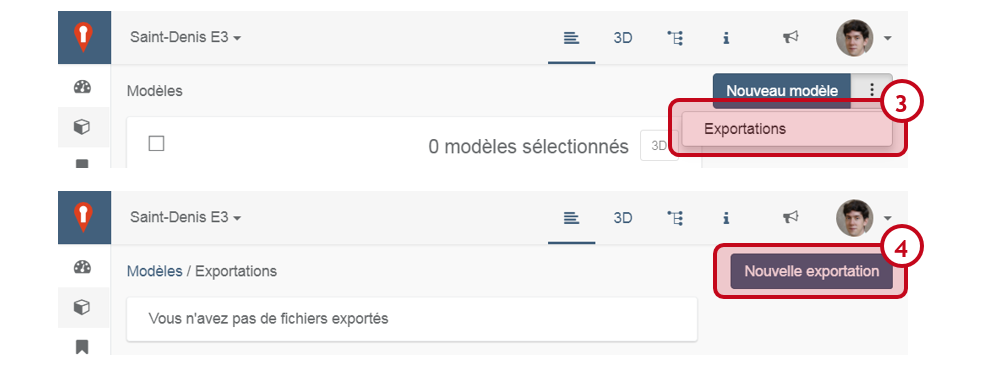 Saint-Denis E3
3D
Modèles
Nouveau modèle
3
Exportations
0 modèles sélectionnés
3D
Saint-Denis E3
3D
4
Modèles / Exportations
Nouvelle exportation
Vous n'avez pas de fichiers exportés